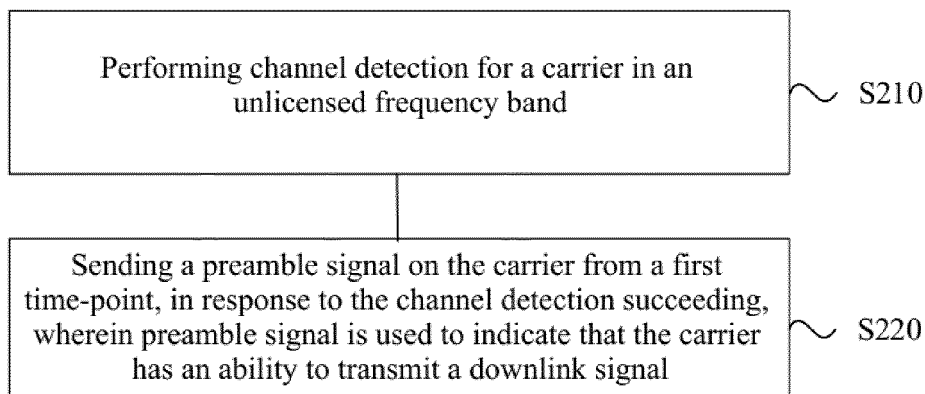 Performing channel detection for a carrier in an
unlicensed frequency band
S210
Sending a preamble signal on the carrier from a first
time-point, in response to the channel detection succeeding,
wherein preamble signal is used to indicate that the carrier
has an ability to transmit a downlink signal
S220